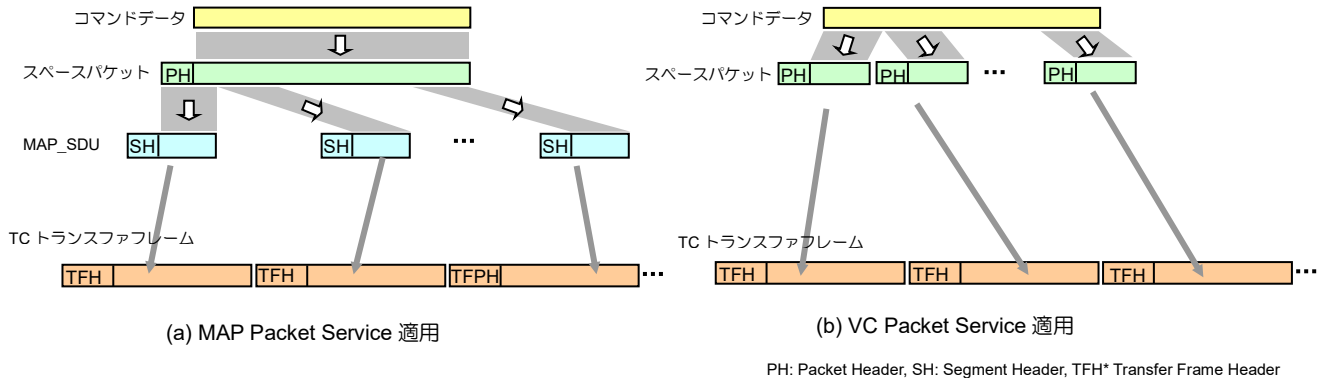 コマンドデータ
スペースパケット
PH
MAP_SDU
SH
SH
...
SH
TC トランスファフレーム
TFH
TFH
TFPH
...
(a) MAP Packet Service 適用
コマンドデータ
スペースパケット
PH
PH
...
PH
TC トランスファフレーム
TFH
TFH
TFH
...
(b) VC Packet Service 適用
PH: Packet Header, SH: Segment Header, TFH* Transfer Frame Header